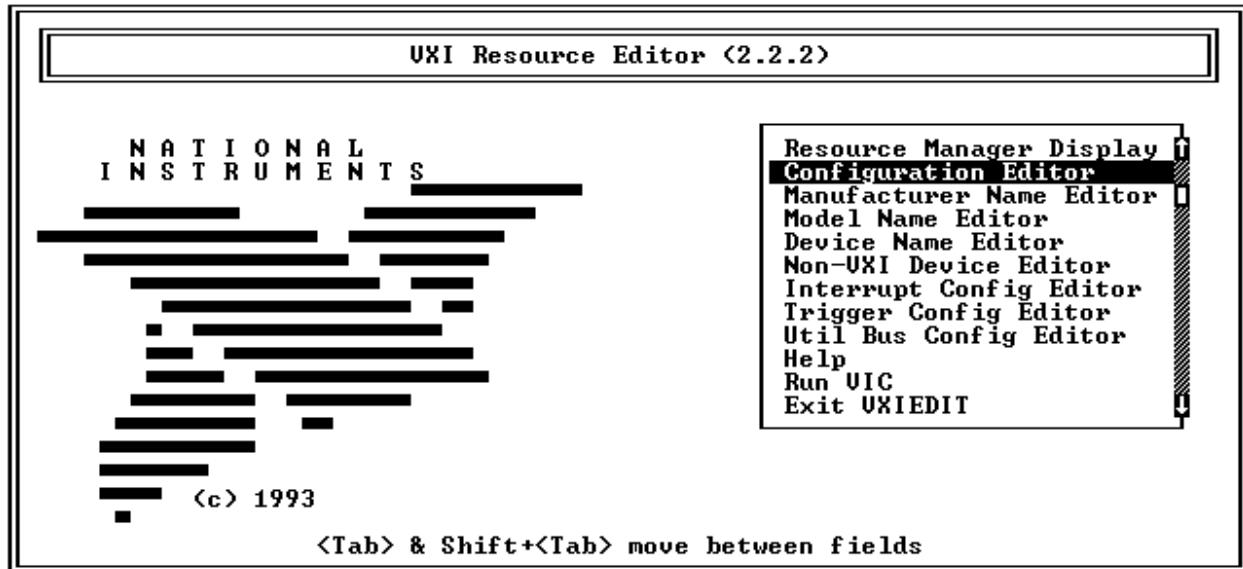 VXI Resource Editor (2.2.2)
N A T I O N A L
I N S T R U M E N T S
Resource Manager Display
Configuration Editor
Manufacturer Name Editor
Model Name Editor
Device Name Editor
Non-VXI Device Editor
Interrupt Config Editor
Trigger Config Editor
Util Bus Config Editor
Help
Run VIC
Exit VXIEDIT
(c) 1993
<Tab> & Shift+<Tab> move between fields